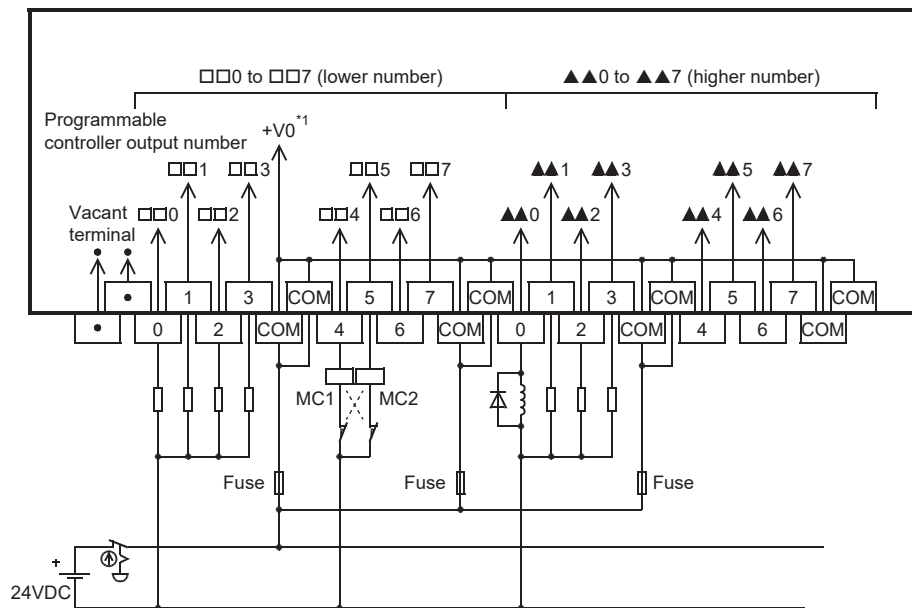 □□0 to □□7 (lower number) ▲▲0 to ▲▲7 (higher number)
Programmable
controller output number
+V0*1
□□1 □□3 □□5 □□7 ▲▲1 ▲▲3 ▲▲5 ▲▲7
Vacant
terminal
□□0 □□2 □□4 □□6 ▲▲0 ▲▲2 ▲▲4 ▲▲6
• 1 3 COM 5 7 COM 1 3 COM 5 7 COM
• 0 2 COM 4 6 COM 0 2 COM 4 6 COM
MC1 MC2
Fuse Fuse Fuse
+
24VDC